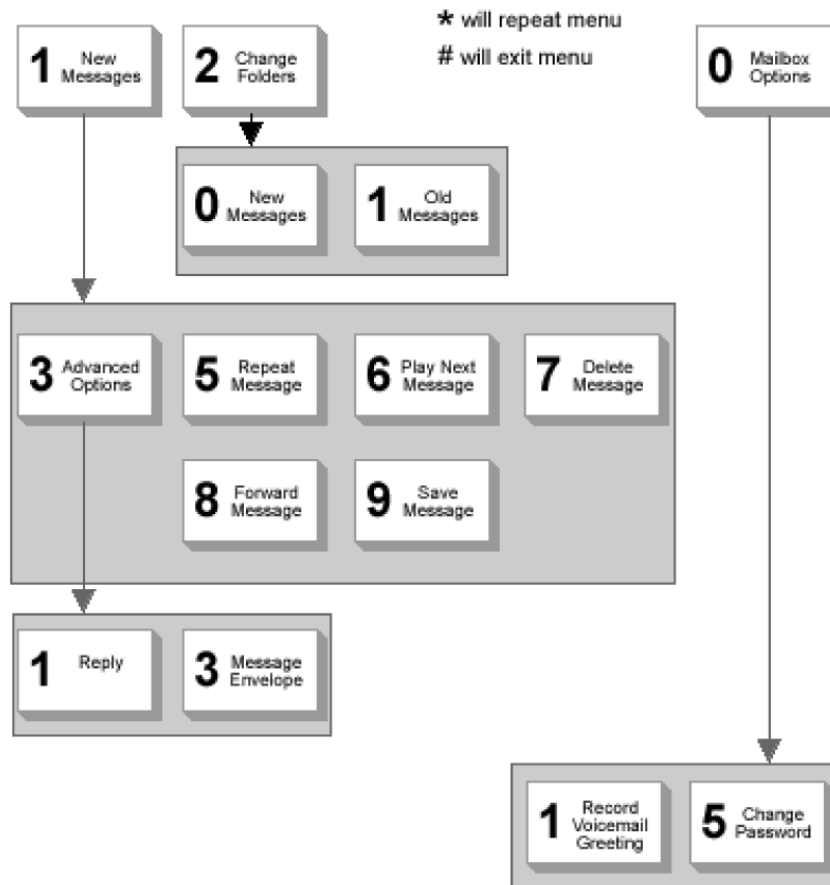 * will repeat menu
# will exit menu
1 New
Messages
2 Change
Folders
0 Mailbox
Options
0 New
Messages
1 Old
Messages
3 Advanced
Options
5 Repeat
Message
6 Play Next
Message
7 Delete
Message
8 Forward
Message
9 Save
Message
1 Reply
3 Message
Envelope
1 Record
Voicemail
Greeting
5 Change
Password